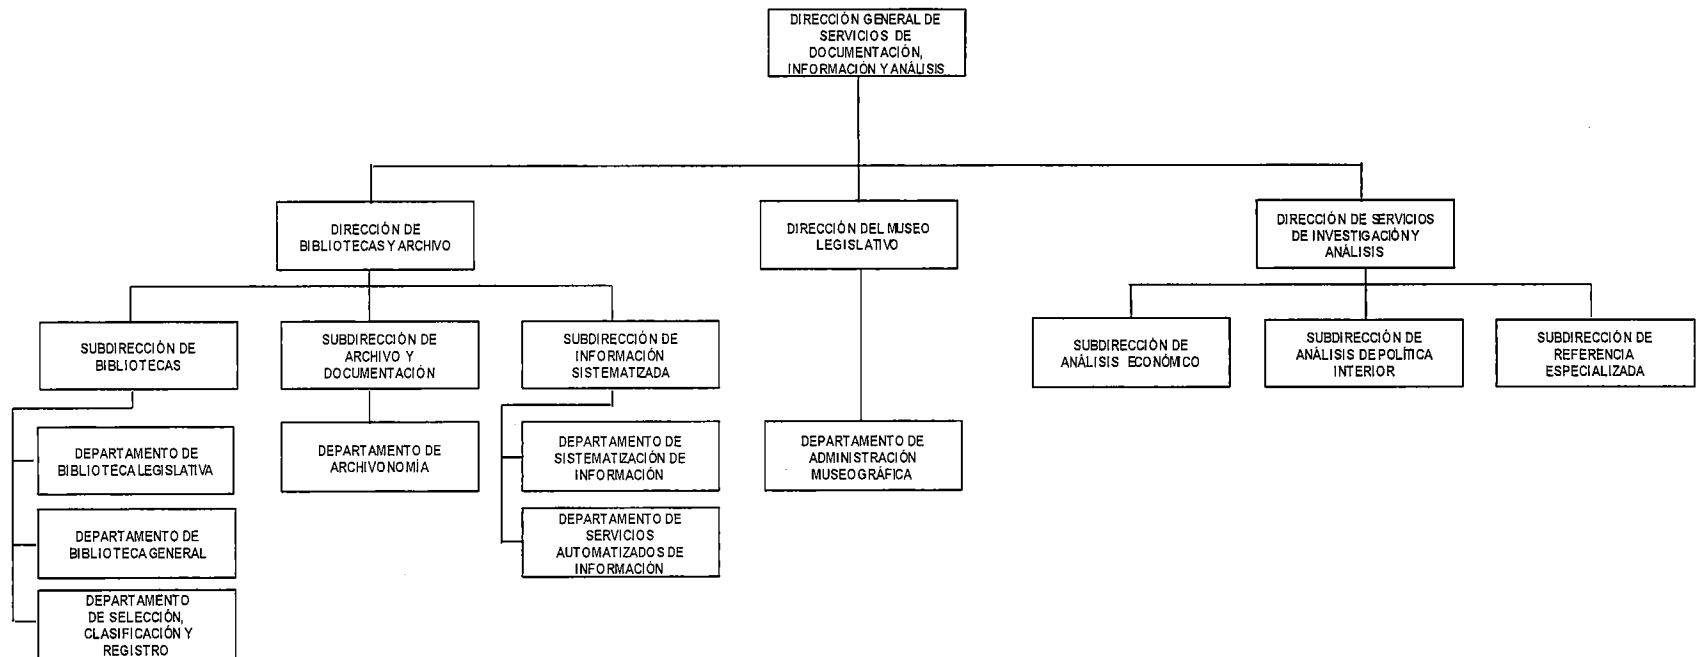 DIRECCIÓN GENERAL DE
SERVICIOS DE
DOCUMENTACIÓN,
INFORMACIÓN Y ANÁLISIS
DIRECCIÓN DE
BIBLIOTECAS Y ARCHIVO
DIRECCIÓN DEL MUSEO
LEGISLATIVO
DIRECCIÓN DE SERVICIOS
DE INVESTIGACIÓN Y
ANÁLISIS
SUBDIRECCIÓN DE
BIBLIOTECAS
SUBDIRECCIÓN DE
ARCHIVO Y
DOCUMENTACIÓN
SUBDIRECCIÓN DE
INFORMACIÓN
SISTEMATIZADA
SUBDIRECCIÓN DE
ANÁLISIS ECONÓMICO
SUBDIRECCIÓN DE
ANÁLISIS DE POLÍTICA
INTERIOR
SUBDIRECCIÓN DE
REFERENCIA
ESPECIALIZADA
DEPARTAMENTO DE
BIBLIOTECA LEGISLATIVA
DEPARTAMENTO DE
ARCHIVONOMÍA
DEPARTAMENTO DE
SISTEMATIZACIÓN DE
INFORMACIÓN
DEPARTAMENTO DE
ADMINISTRACIÓN
MUSEOGRÁFICA
DEPARTAMENTO DE
BIBLIOTECA GENERAL
DEPARTAMENTO DE
SERVICIOS
AUTOMATIZADOS DE
INFORMACIÓN
DEPARTAMENTO
DE SELECCIÓN,
CLASIFICACIÓN Y
REGISTRO